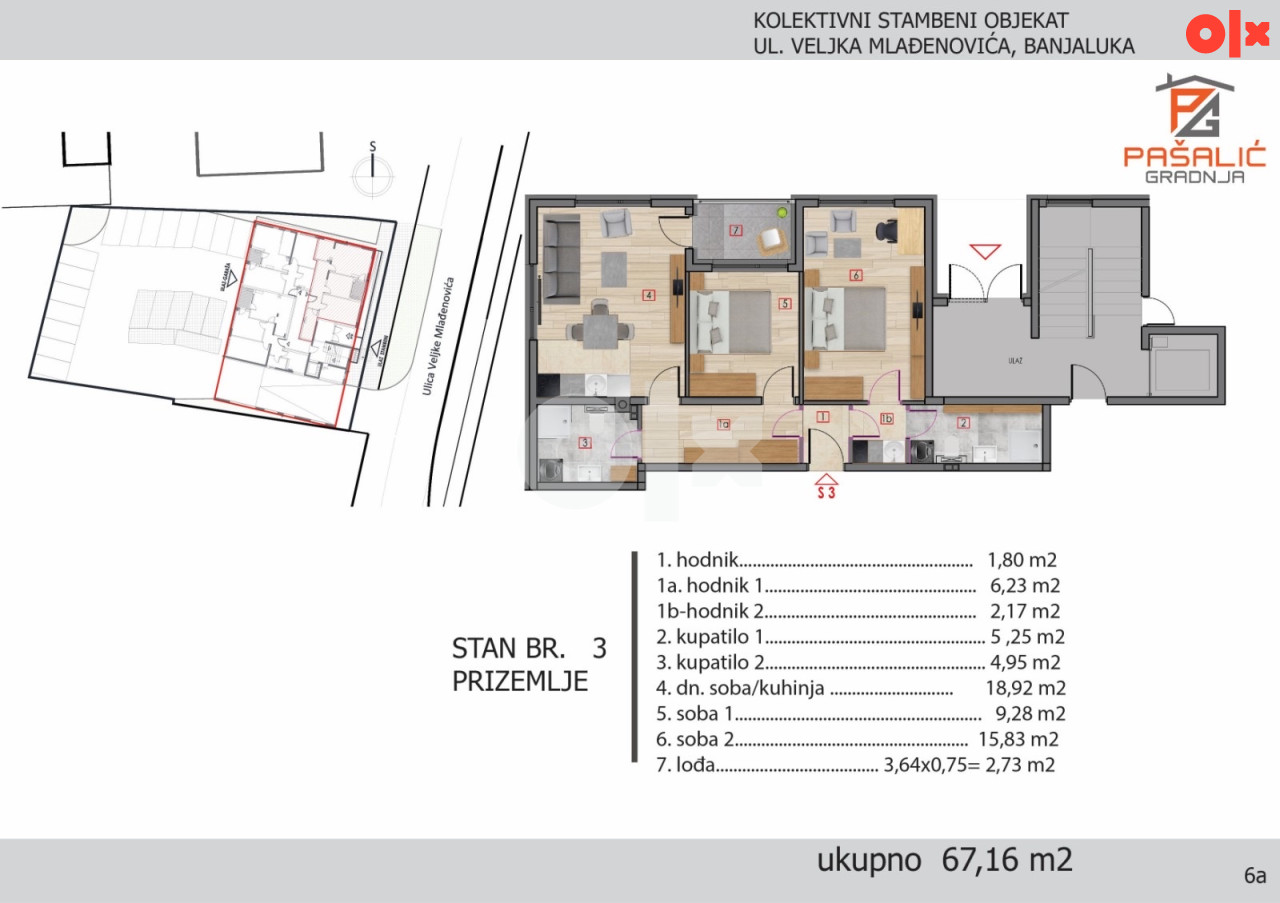 KOLEKTIVNI STAMBENI OBJEKAT
UL. VELJKA MLAĐENOVIĆA, BANJALUKA
olx
PAŠALIĆ
GRADNJA
S
Ulica Veljke Mlađenovića
7
4
5
6
ULAZ
1a
1
1b
2
3
S 3
1. hodnik..................................................... 1,80 m2
1a. hodnik 1................................................ 6,23 m2
1b-hodnik 2................................................ 2,17 m2
2. kupatilo 1.................................................. 5 ,25 m2
3. kupatilo 2.................................................. 4,95 m2
4. dn. soba/kuhinja ............................ 18,92 m2
5. soba 1........................................................ 9,28 m2
6. soba 2..................................................... 15,83 m2
7. lođa..................................... 3,64x0,75= 2,73 m2
STAN BR. 3
PRIZEMLJE
ukupno 67,16 m2
6a